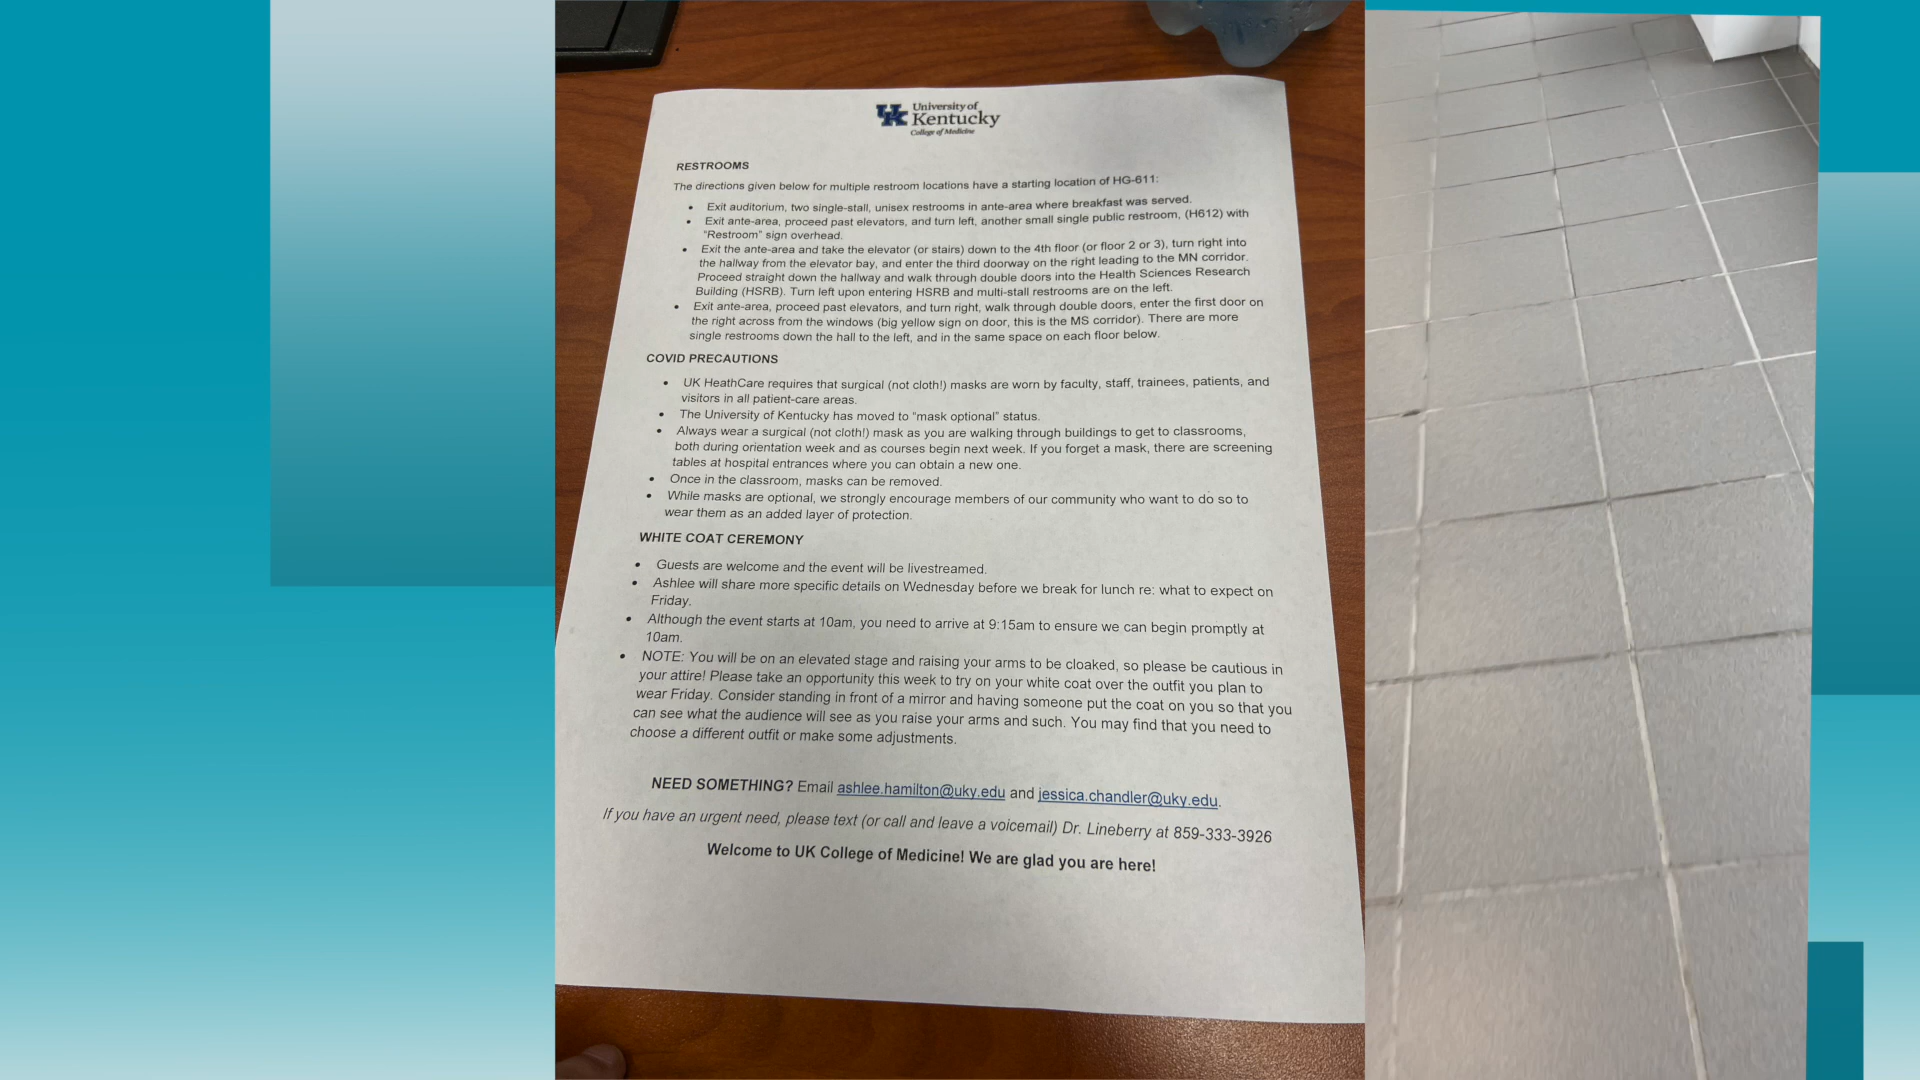 University of
UK Kentucky
College of Medicine
RESTROOMS
The directions given below for multiple restroom locations have a starting location of HG-611:
• Exit auditorium, two single-stall, unisex restrooms in ante-area where breakfast was served.
• Exit ante-area, proceed past elevators, and turn left, another small single public restroom, (H612) with
"Restroom" sign overhead.
• Exit the ante-area and take the elevator (or stairs) down to the 4th floor (or floor 2 or 3), turn right into
the hallway from the elevator bay, and enter the third doorway on the right leading to the MN corridor.
Proceed straight down the hallway and walk through double doors into the Health Sciences Research
Building (HSRB). Turn left upon entering HSRB and multi-stall restrooms are on the left.
• Exit ante-area, proceed past elevators, and turn right, walk through double doors, enter the first door on
the right across from the windows (big yellow sign on door, this is the MS corridor). There are more
single restrooms down the hall to the left, and in the same space on each floor below.
COVID PRECAUTIONS
• UK HeathCare requires that surgical (not cloth!) masks are worn by faculty, staff, trainees, patients, and
visitors in all patient-care areas.
• The University of Kentucky has moved to "mask optional" status.
• Always wear a surgical (not cloth!) mask as you are walking through buildings to get to classrooms,
both during orientation week and as courses begin next week. If you forget a mask, there are screening
tables at hospital entrances where you can obtain a new one.
• Once in the classroom, masks can be removed.
• While masks are optional, we strongly encourage members of our community who want to do so to
wear them as an added layer of protection.
WHITE COAT CEREMONY
• Guests are welcome and the event will be livestreamed.
• Ashlee will share more specific details on Wednesday before we break for lunch re: what to expect on
Friday.
• Although the event starts at 10am, you need to arrive at 9:15am to ensure we can begin promptly at
10am.
• NOTE: You will be on an elevated stage and raising your arms to be cloaked, so please be cautious in
your attire! Please take an opportunity this week to try on your white coat over the outfit you plan to
wear Friday. Consider standing in front of a mirror and having someone put the coat on you so that you
can see what the audience will see as you raise your arms and such. You may find that you need to
choose a different outfit or make some adjustments.
NEED SOMETHING? Email ashlee.hamilton@uky.edu and jessica.chandler@uky.edu.
If you have an urgent need, please text (or call and leave a voicemail) Dr. Lineberry at 859-333-3926
Welcome to UK College of Medicine! We are glad you are here!